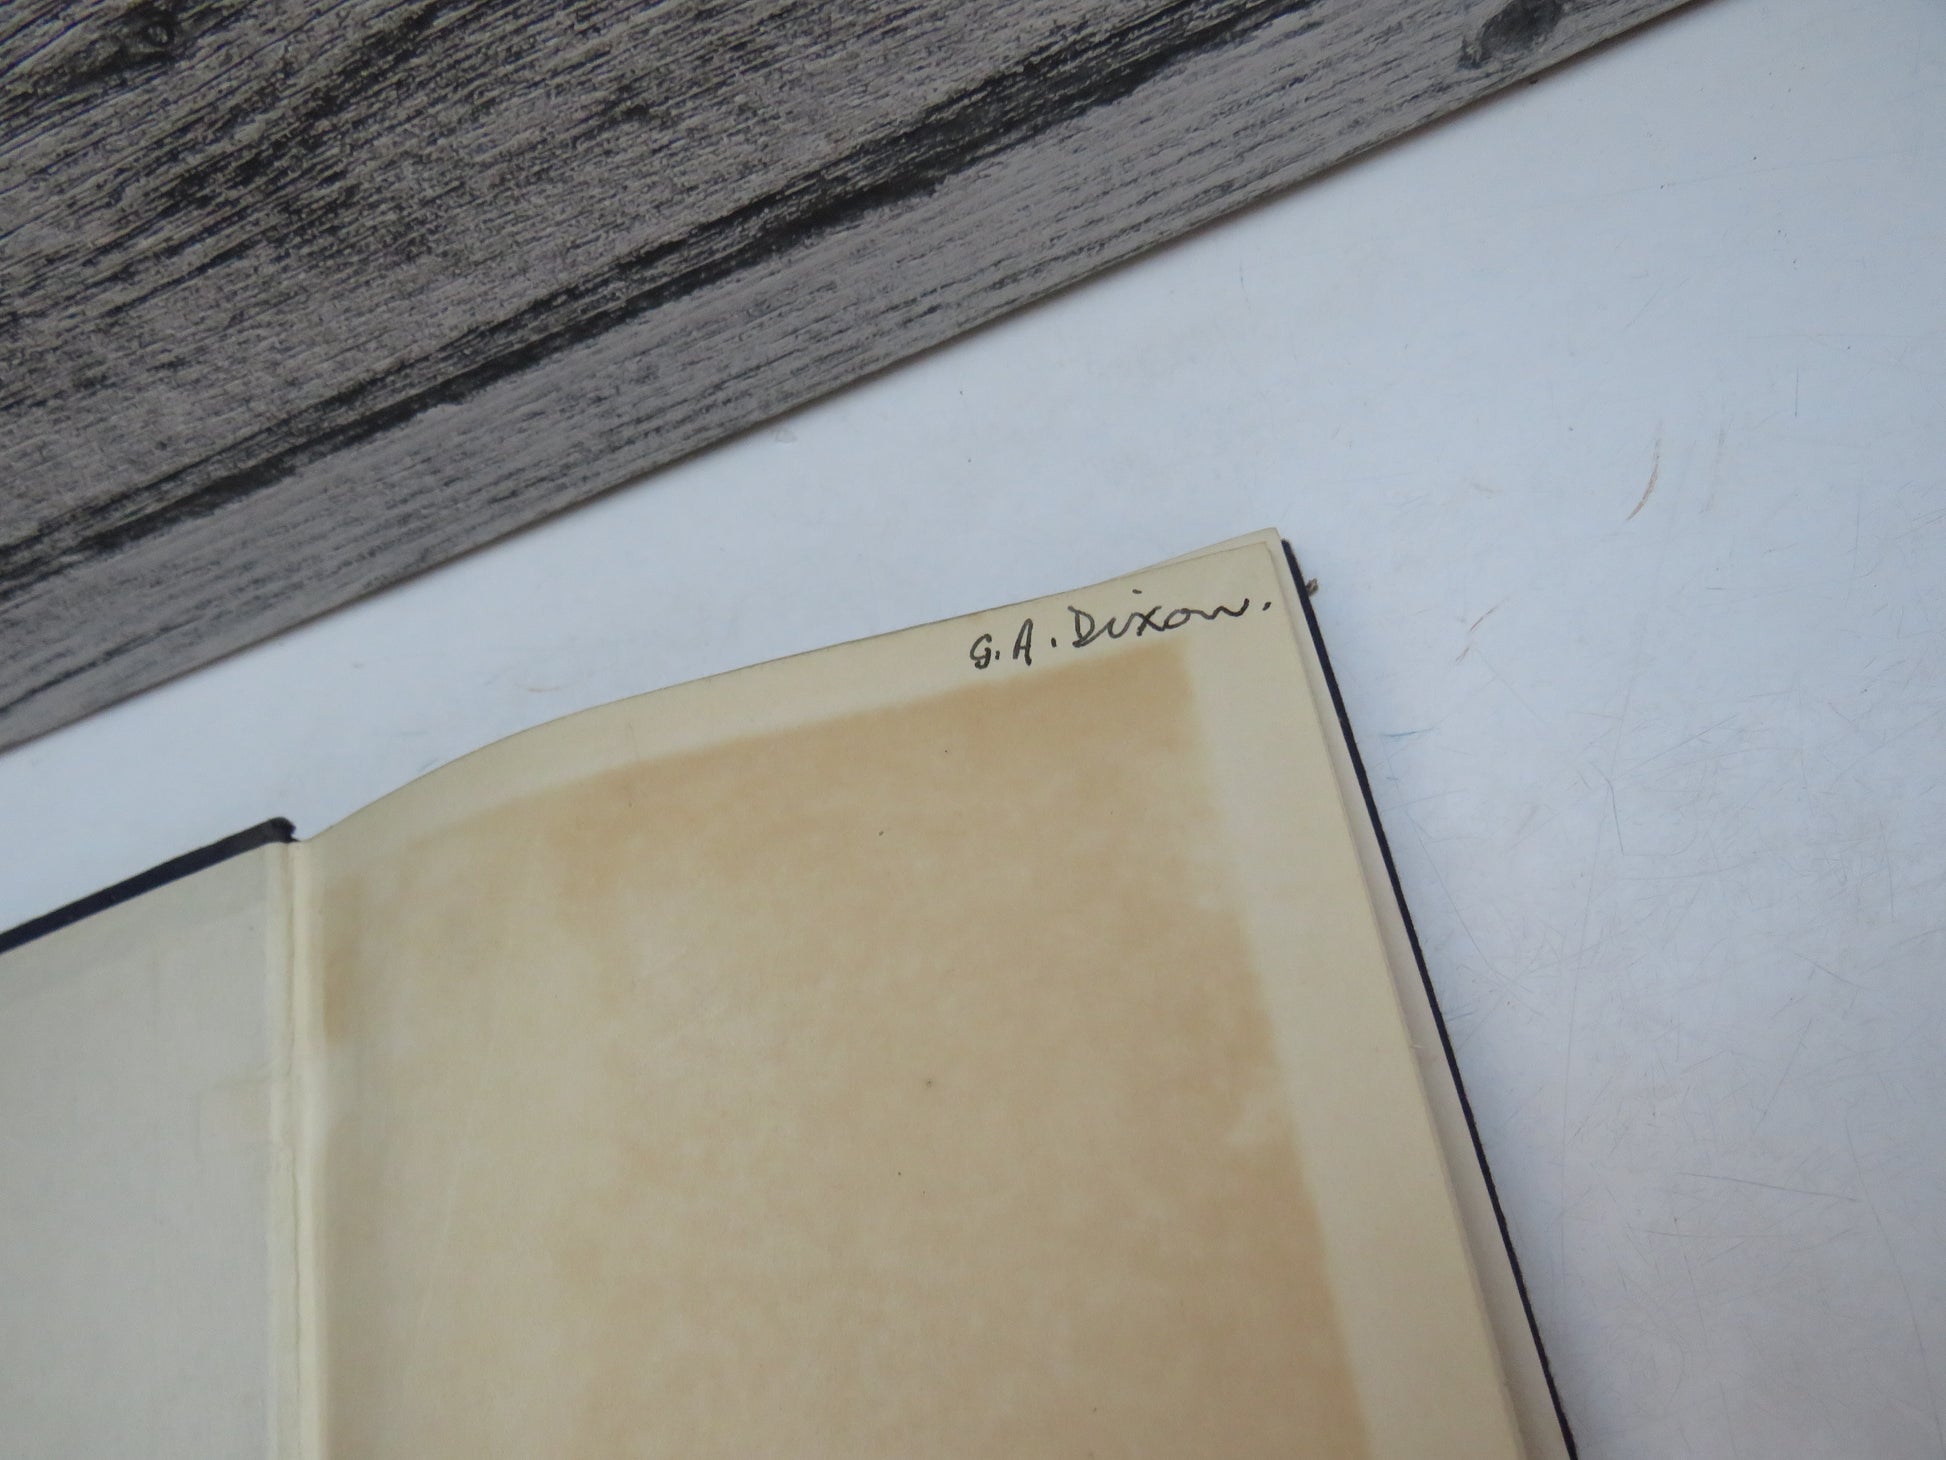 G. A. Dixon.